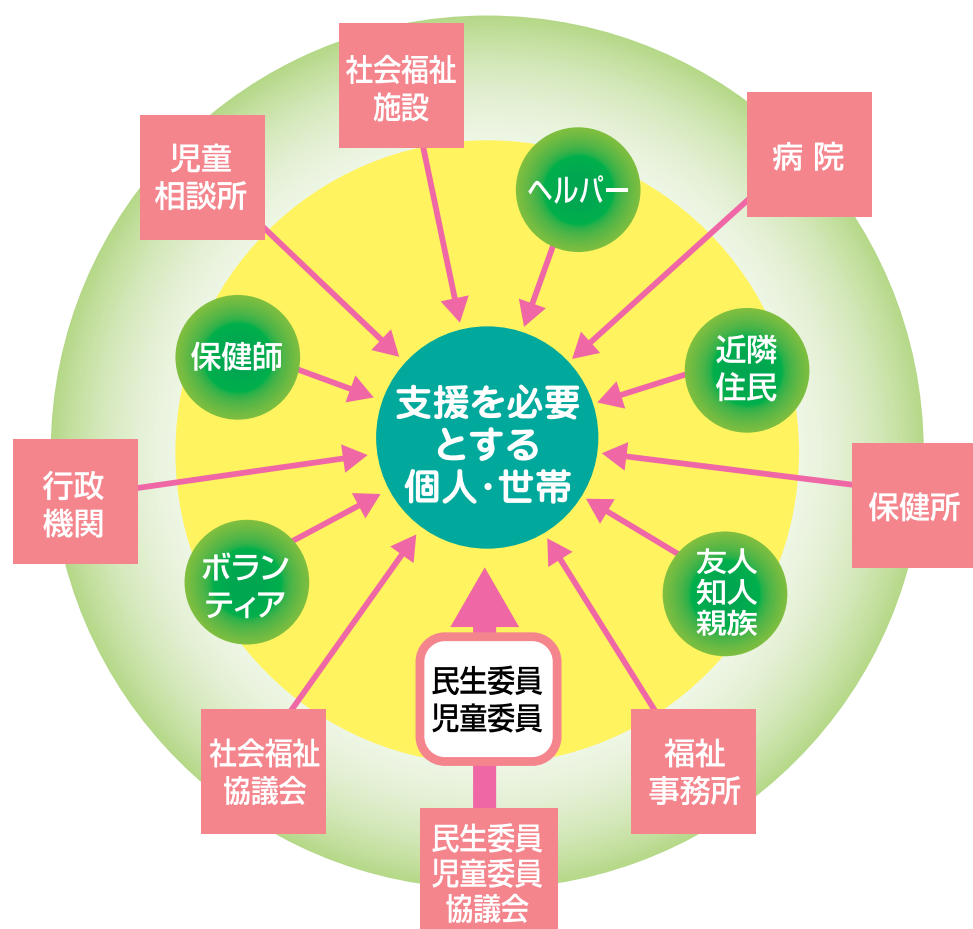 社会福祉
施設
児童
相談所
病 院
ヘルパー
保健師
近隣
住民
支援を必要
とする
個人・世帯
行政
機関
保健所
ボラン
ティア
友人
知人
親族
民生委員
児童委員
社会福祉
協議会
福祉
事務所
民生委員
児童委員
協議会